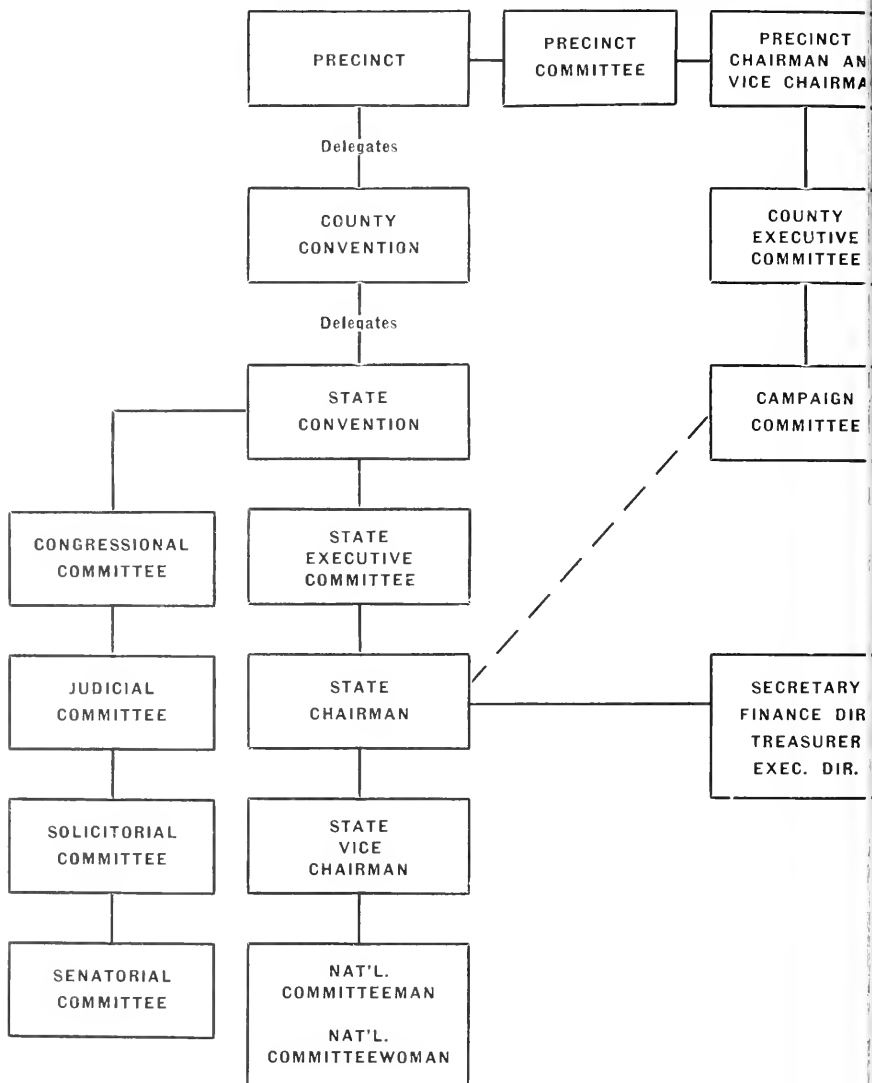 PRECINCT
PRECINCT
COMMITTEE
PRECINCT
CHAIRMAN AN
VICE CHAIRMA
Delegates
COUNTY
CONVENTION
COUNTY
EXECUTIVE
COMMITTEE
Delegates
STATE
CONVENTION
CAMPAIGN
COMMITTEE
CONGRESSIONAL
COMMITTEE
STATE
EXECUTIVE
COMMITTEE
JUDICIAL
COMMITTEE
STATE
CHAIRMAN
SECRETARY
FINANCE DIR
TREASURER
EXEC. DIR.
SOLICITORIAL
COMMITTEE
STATE
VICE
CHAIRMAN
SENATORIAL
COMMITTEE
NAT'L.
COMMITTEEMAN
NAT'L.
COMMITTEEWOMAN